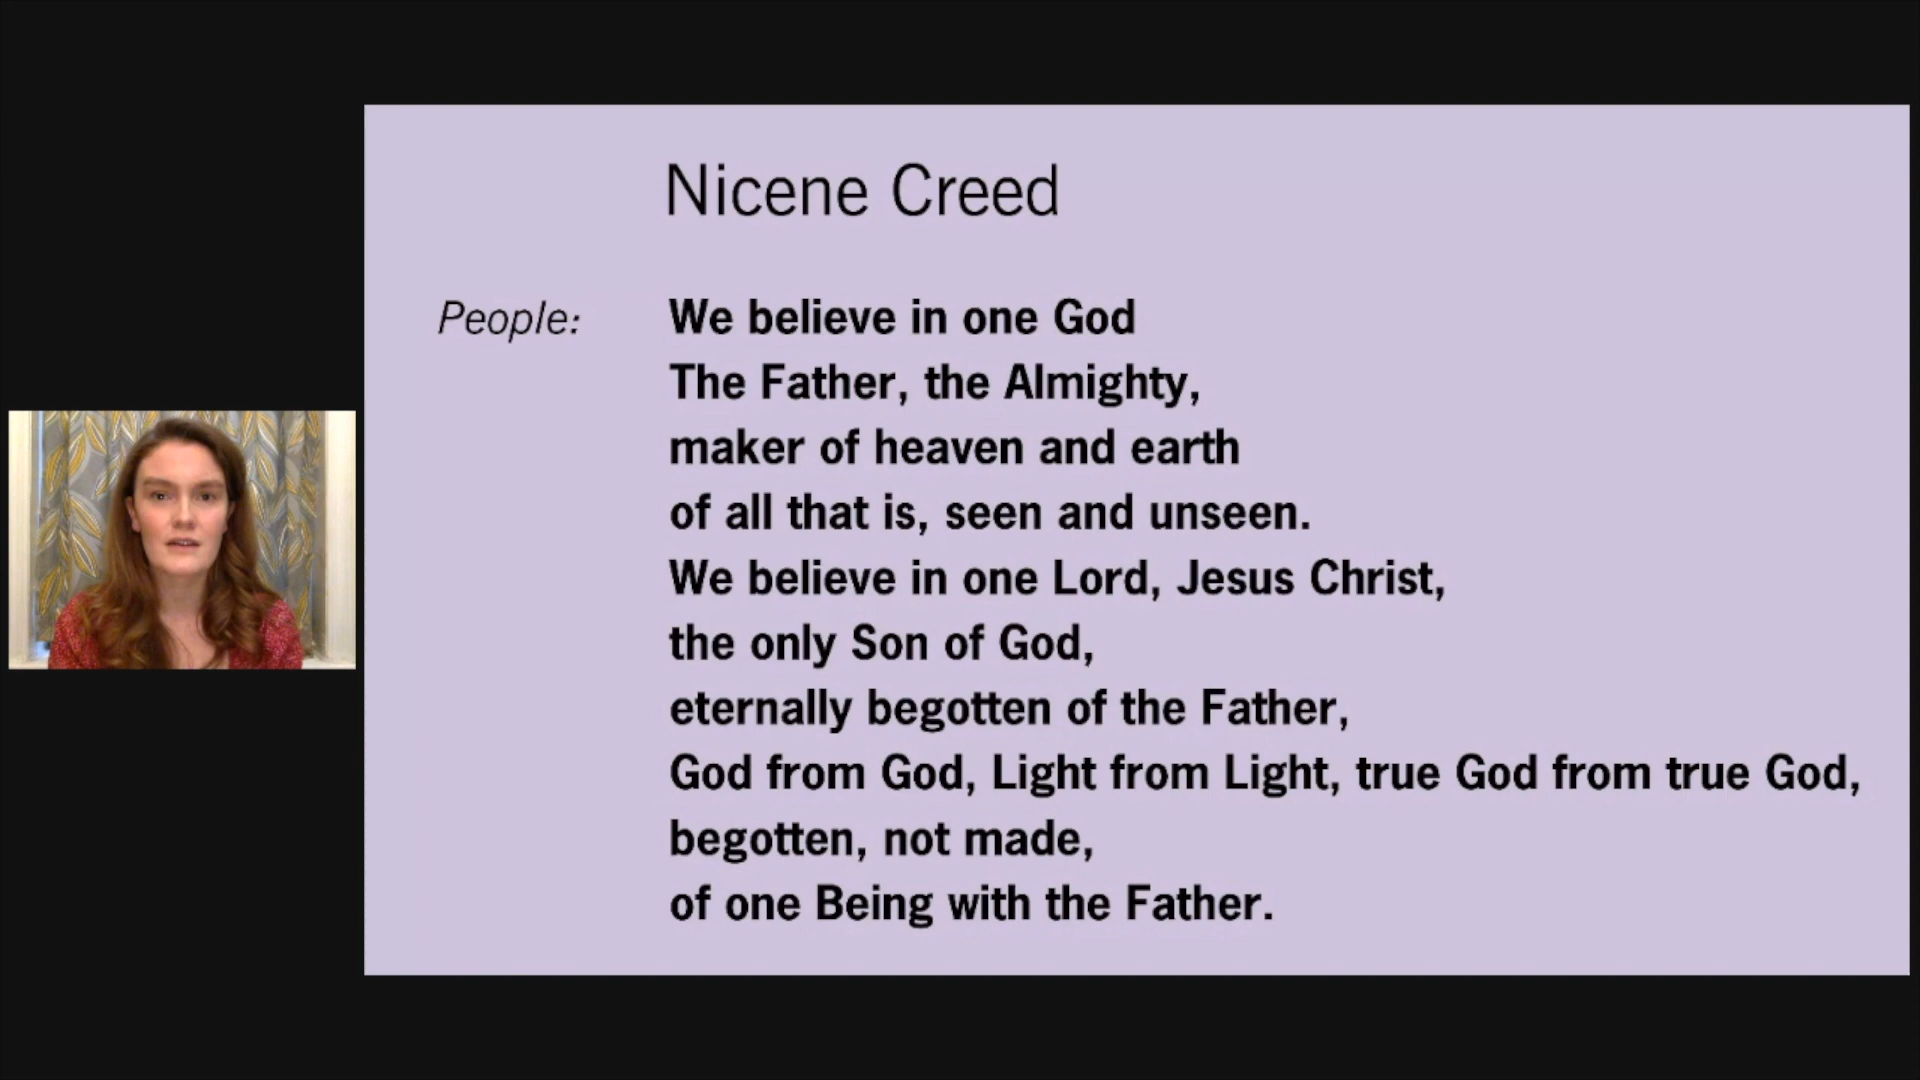 Nicene Creed
People: We believe in one God
The Father, the Almighty,
maker of heaven and earth
of all that is, seen and unseen.
We believe in one Lord, Jesus Christ,
the only Son of God,
eternally begotten of the Father,
God from God, Light from Light, true God from true God,
begotten, not made,
of one Being with the Father.